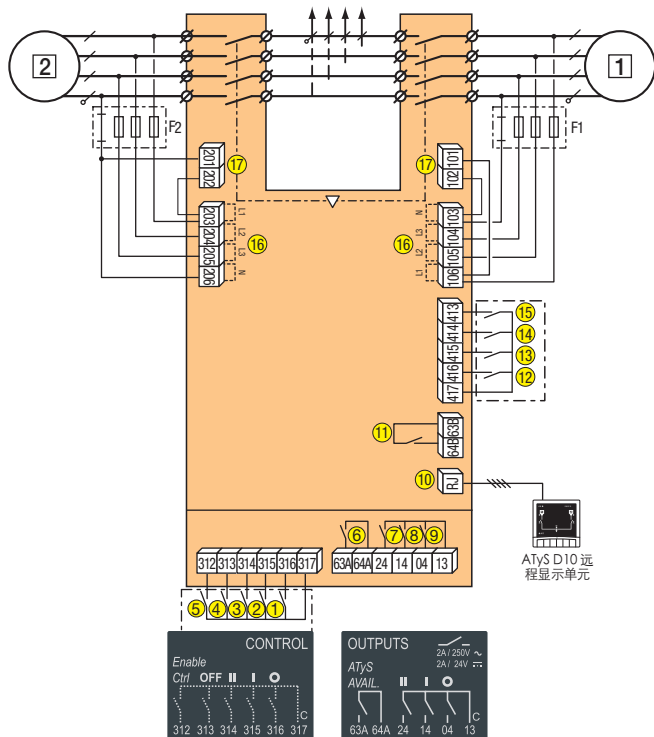 2
1
F2
F1
201
202
17
17
101
102
203
204
205
206
L1
L2
L3
N
16
16
N
L3
L2
L1
103
104
105
106
413
414
415
416
417
15
14
13
12
11
63B
64B
10
RJ
ATyS D10 远
程显示单元
6
7
8
9
312 313 314 315 316 317
63A 64A 24 14 04 13
5 4 3 2 1
CONTROL
Enable
Ctrl OFF II I O
C
312 313 314 315 316 317
OUTPUTS
2A / 250V ~
2A / 24V ⎓
ATyS
AVAIL. II I O
C
63A 64A 24 14 04 13